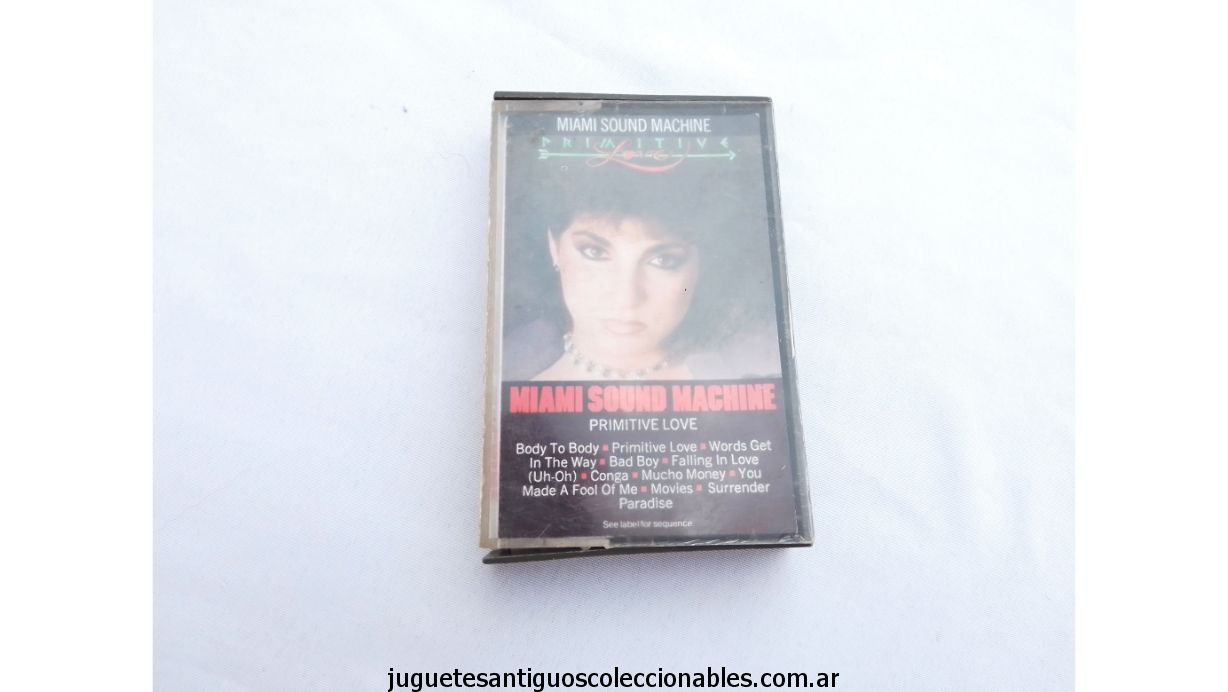 MIAMI SOUND MACHINE
PRIMITIVE
Love
MIAMI SOUND MACHINE
PRIMITIVE LOVE
Body To Body ▪ Primitive Love ▪ Words Get
In The Way ▪ Bad Boy ▪ Falling In Love
(Uh-Oh) ▪ Conga ▪ Mucho Money ▪ You
Made A Fool Of Me ▪ Movies ▪ Surrender
Paradise
See label for sequence
juguetesantiguoscoleccionables.com.ar